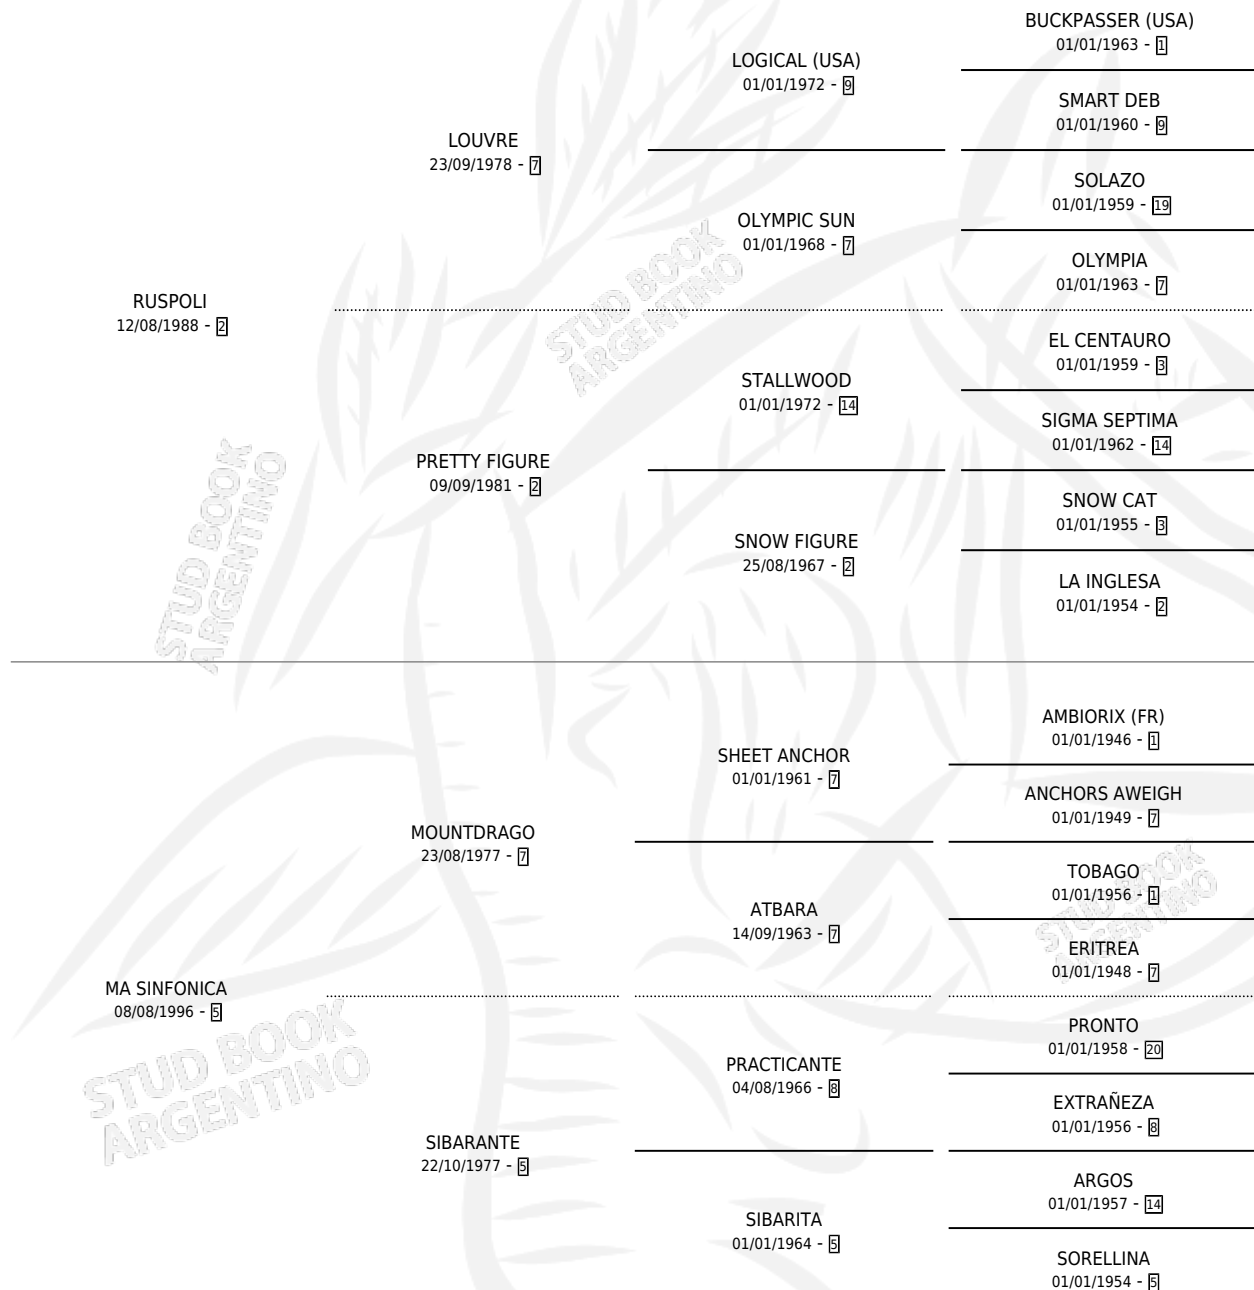 BUCKPASSER (USA)
01/01/1963 - 1
LOGICAL (USA)
01/01/1972 - 9
SMART DEB
01/01/1960 - 9
LOUVRE
23/09/1978 - 7
SOLAZO
01/01/1959 - 19
OLYMPIC SUN
01/01/1968 - 7
OLYMPIA
01/01/1963 - 7
RUSPOLI
12/08/1988 - 2
EL CENTAURO
01/01/1959 - 3
STALLWOOD
01/01/1972 - 14
SIGMA SEPTIMA
01/01/1962 - 14
PRETTY FIGURE
09/09/1981 - 2
SNOW CAT
01/01/1955 - 3
SNOW FIGURE
25/08/1967 - 2
LA INGLESA
01/01/1954 - 2
AMBIORIX (FR)
01/01/1946 - 1
SHEET ANCHOR
01/01/1961 - 7
ANCHORS AWEIGH
01/01/1949 - 7
MOUNTDRAGO
23/08/1977 - 7
TOBAGO
01/01/1956 - 1
ATBARA
14/09/1963 - 7
ERITREA
01/01/1948 - 7
MA SINFONICA
08/08/1996 - 5
PRONTO
01/01/1958 - 20
PRACTICANTE
04/08/1966 - 8
EXTRAÑEZA
01/01/1956 - 8
SIBARANTE
22/10/1977 - 5
ARGOS
01/01/1957 - 14
SIBARITA
01/01/1964 - 5
SORELLINA
01/01/1954 - 5
STUD BOOK
ARGENTINO
STUD BOOK
ARGENTINO
STUD BOOK
ARGENTINO
STUD BOOK
ARGENTINO